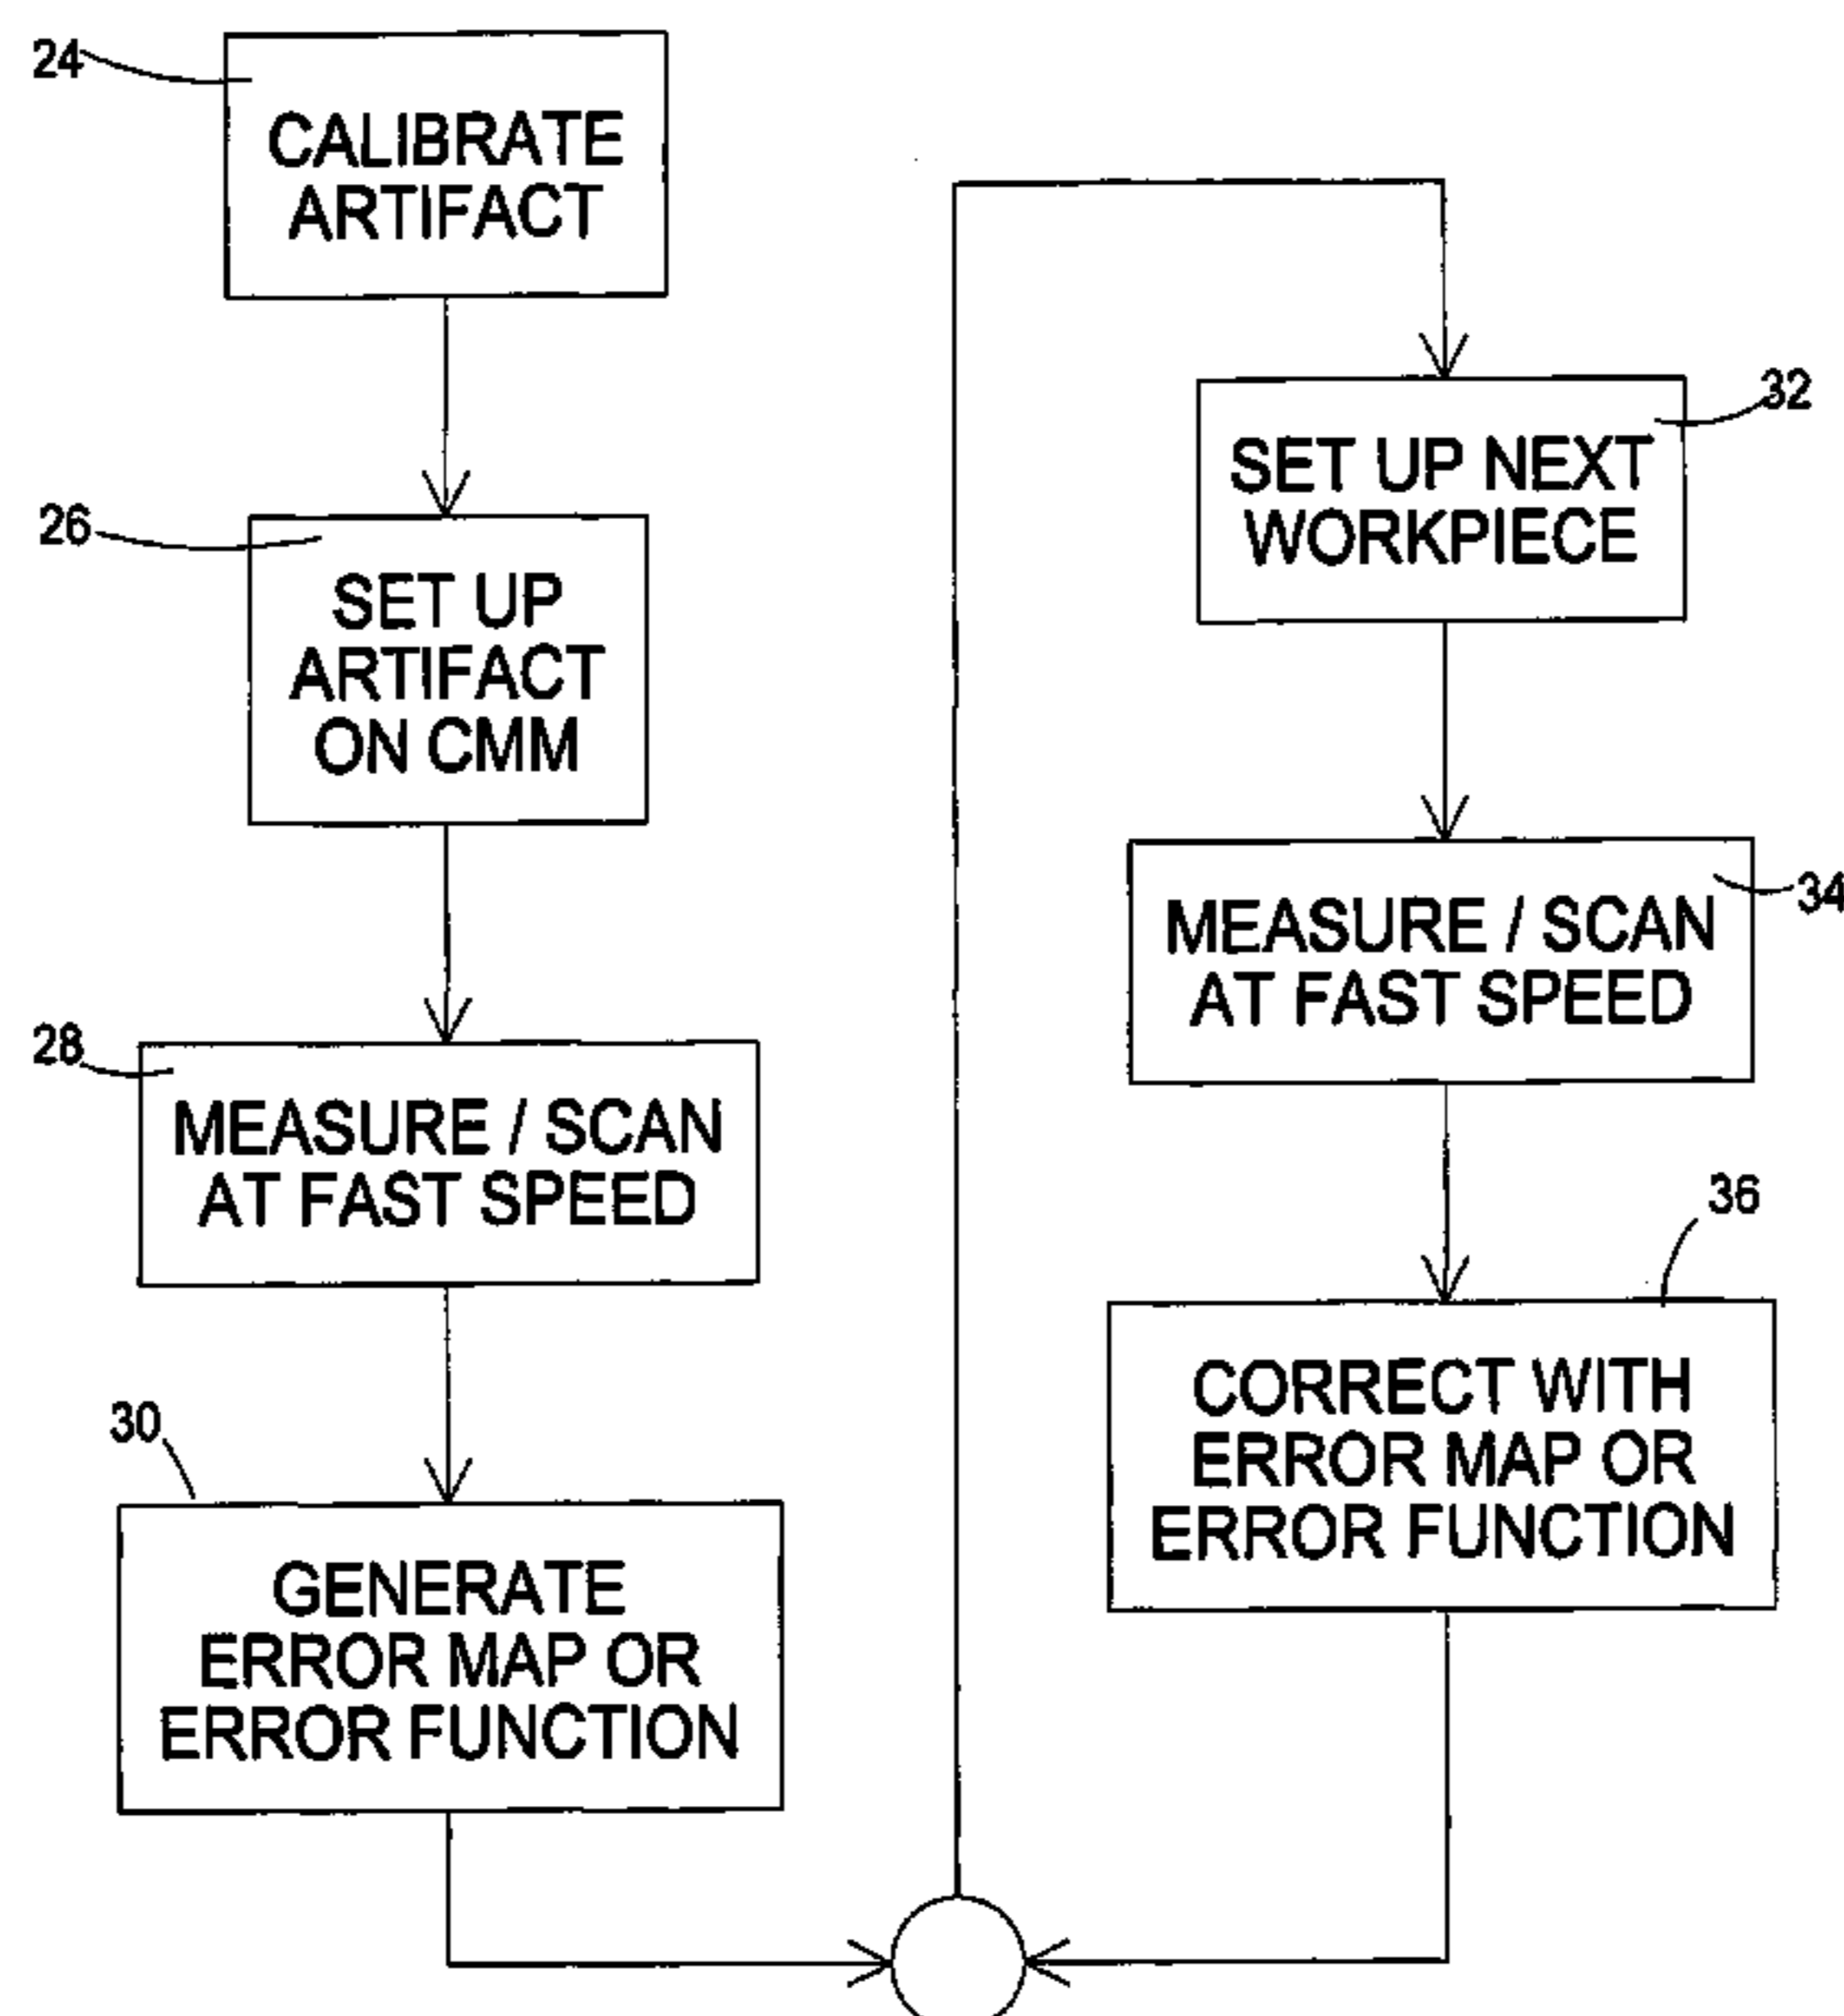 24
CALIBRATE
ARTIFACT
26
SET UP
ARTIFACT
ON CMM
28
MEASURE / SCAN
AT FAST SPEED
30
GENERATE
ERROR MAP OR
ERROR FUNCTION
32
SET UP NEXT
WORKPIECE
34
MEASURE / SCAN
AT FAST SPEED
36
CORRECT WITH
ERROR MAP OR
ERROR FUNCTION